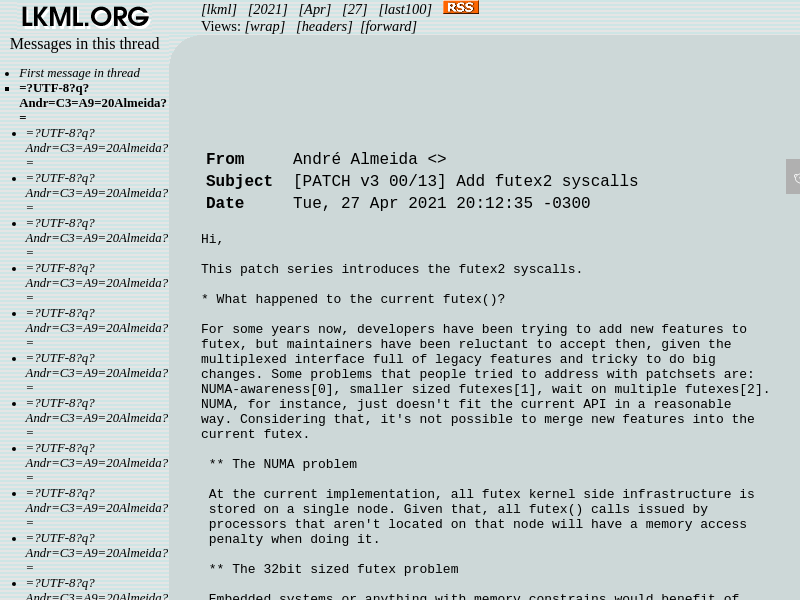 LKML.ORG
Messages in this thread
First message in thread
=?UTF-8?q?
Andr=C3=A9=20Almeida?
=
=?UTF-8?q?
Andr=C3=A9=20Almeida?
=
=?UTF-8?q?
Andr=C3=A9=20Almeida?
=
=?UTF-8?q?
Andr=C3=A9=20Almeida?
=
=?UTF-8?q?
Andr=C3=A9=20Almeida?
=
=?UTF-8?q?
Andr=C3=A9=20Almeida?
=
=?UTF-8?q?
Andr=C3=A9=20Almeida?
=
=?UTF-8?q?
Andr=C3=A9=20Almeida?
=
=?UTF-8?q?
Andr=C3=A9=20Almeida?
=
=?UTF-8?q?
Andr=C3=A9=20Almeida?
=
=?UTF-8?q?
Andr=C3=A9=20Almeida?
=
=?UTF-8?q?
Andr=C3=A9=20Almeida?
[lkml] [2021] [Apr] [27] [last100] RSS
Views: [wrap] [headers] [forward]
From André Almeida <>
Subject [PATCH v3 00/13] Add futex2 syscalls
Date Tue, 27 Apr 2021 20:12:35 -0300
Hi,
This patch series introduces the futex2 syscalls.
* What happened to the current futex()?
For some years now, developers have been trying to add new features to
futex, but maintainers have been reluctant to accept then, given the
multiplexed interface full of legacy features and tricky to do big
changes. Some problems that people tried to address with patchsets are:
NUMA-awareness[0], smaller sized futexes[1], wait on multiple futexes[2].
NUMA, for instance, just doesn't fit the current API in a reasonable
way. Considering that, it's not possible to merge new features into the
current futex.
** The NUMA problem
At the current implementation, all futex kernel side infrastructure is
stored on a single node. Given that, all futex() calls issued by
processors that aren't located on that node will have a memory access
penalty when doing it.
** The 32bit sized futex problem
Embedded systems or anything with memory constrains would benefit of